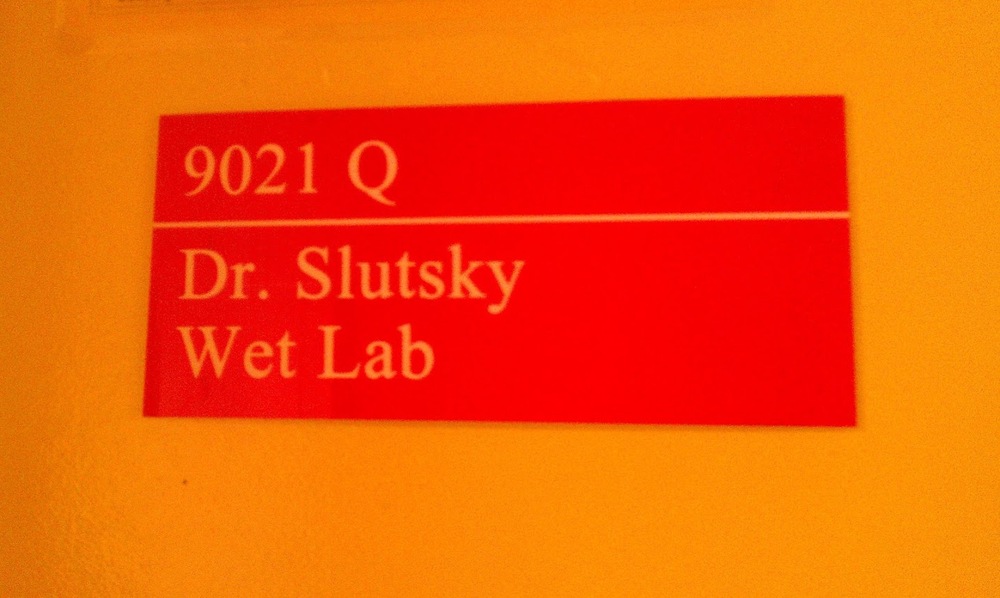 9021 Q
Dr. Slutsky
Wet Lab